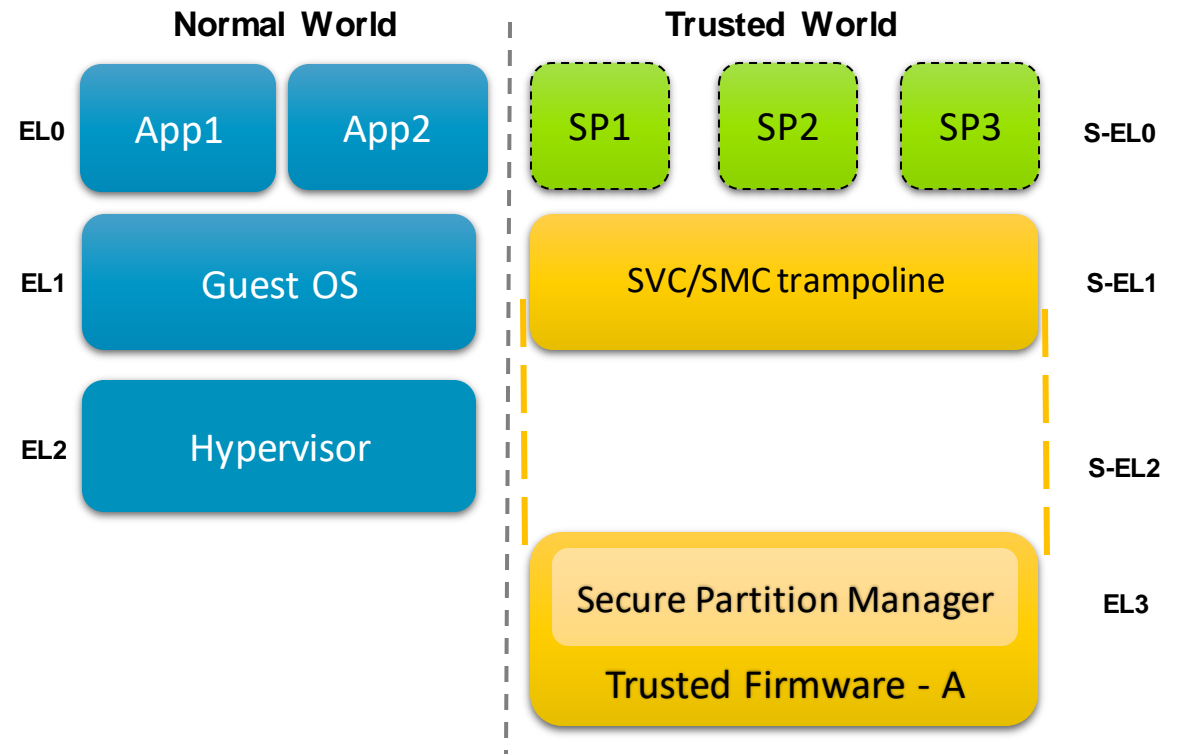 Normal World
Trusted World
EL0
App1
App2
SP1
SP2
SP3
S-EL0
EL1
Guest OS
SVC/SMC trampoline
S-EL1
EL2
Hypervisor
S-EL2
Secure Partition Manager
EL3
Trusted Firmware - A